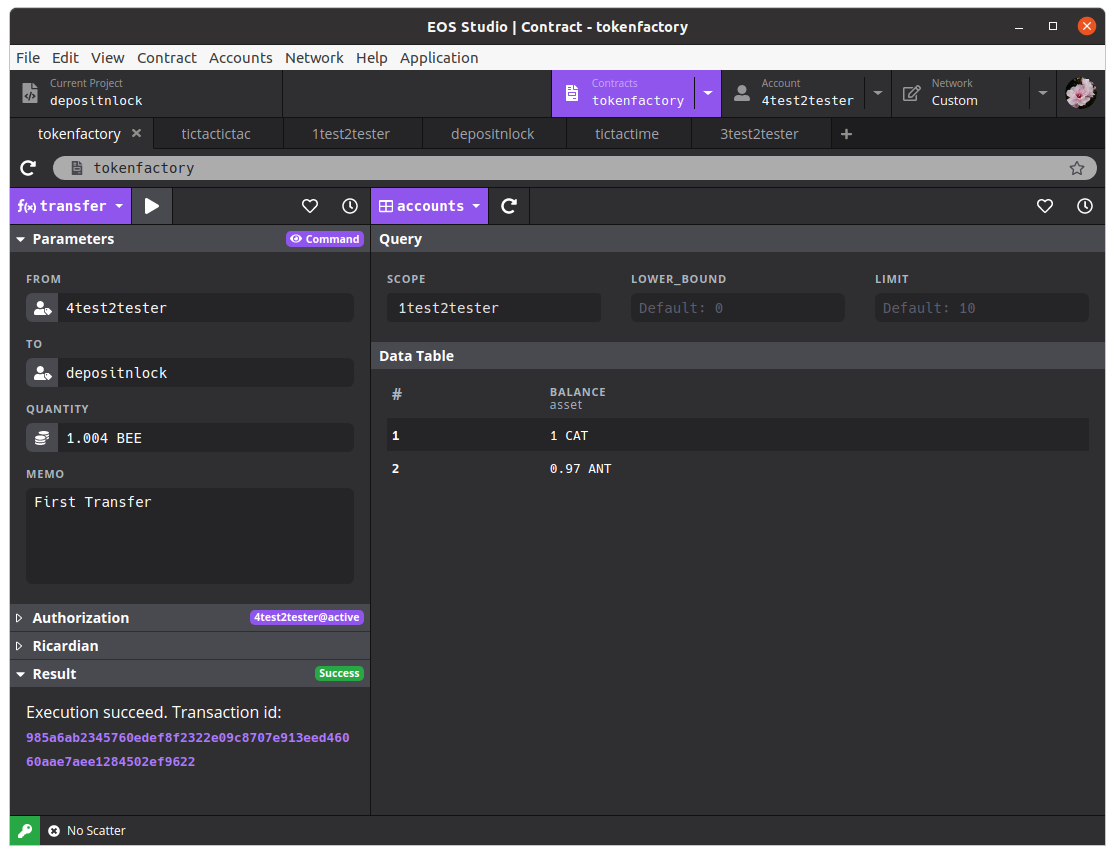 EOS Studio | Contract - tokenfactory
File Edit View Contract Accounts Network Help Application
Current Project
depositnlock
Contracts
tokenfactory
Account
4test2tester
Network
Custom
tokenfactory tictactictac 1test2tester depositnlock tictactime 3test2tester
tokenfactory
f(x) transfer
accounts
Parameters Command
FROM
4test2tester
TO
depositnlock
QUANTITY
1.004 BEE
MEMO
First Transfer
Authorization 4test2tester@active
Ricardian
Result Success
Execution succeed. Transaction id:
985a6ab2345760edef8f2322e09c8707e913eed460
60aae7aee1284502ef9622
Query
SCOPE LOWER_BOUND LIMIT
1test2tester Default: 0 Default: 10
Data Table
# BALANCE
asset
1 1 CAT
2 0.97 ANT
No Scatter